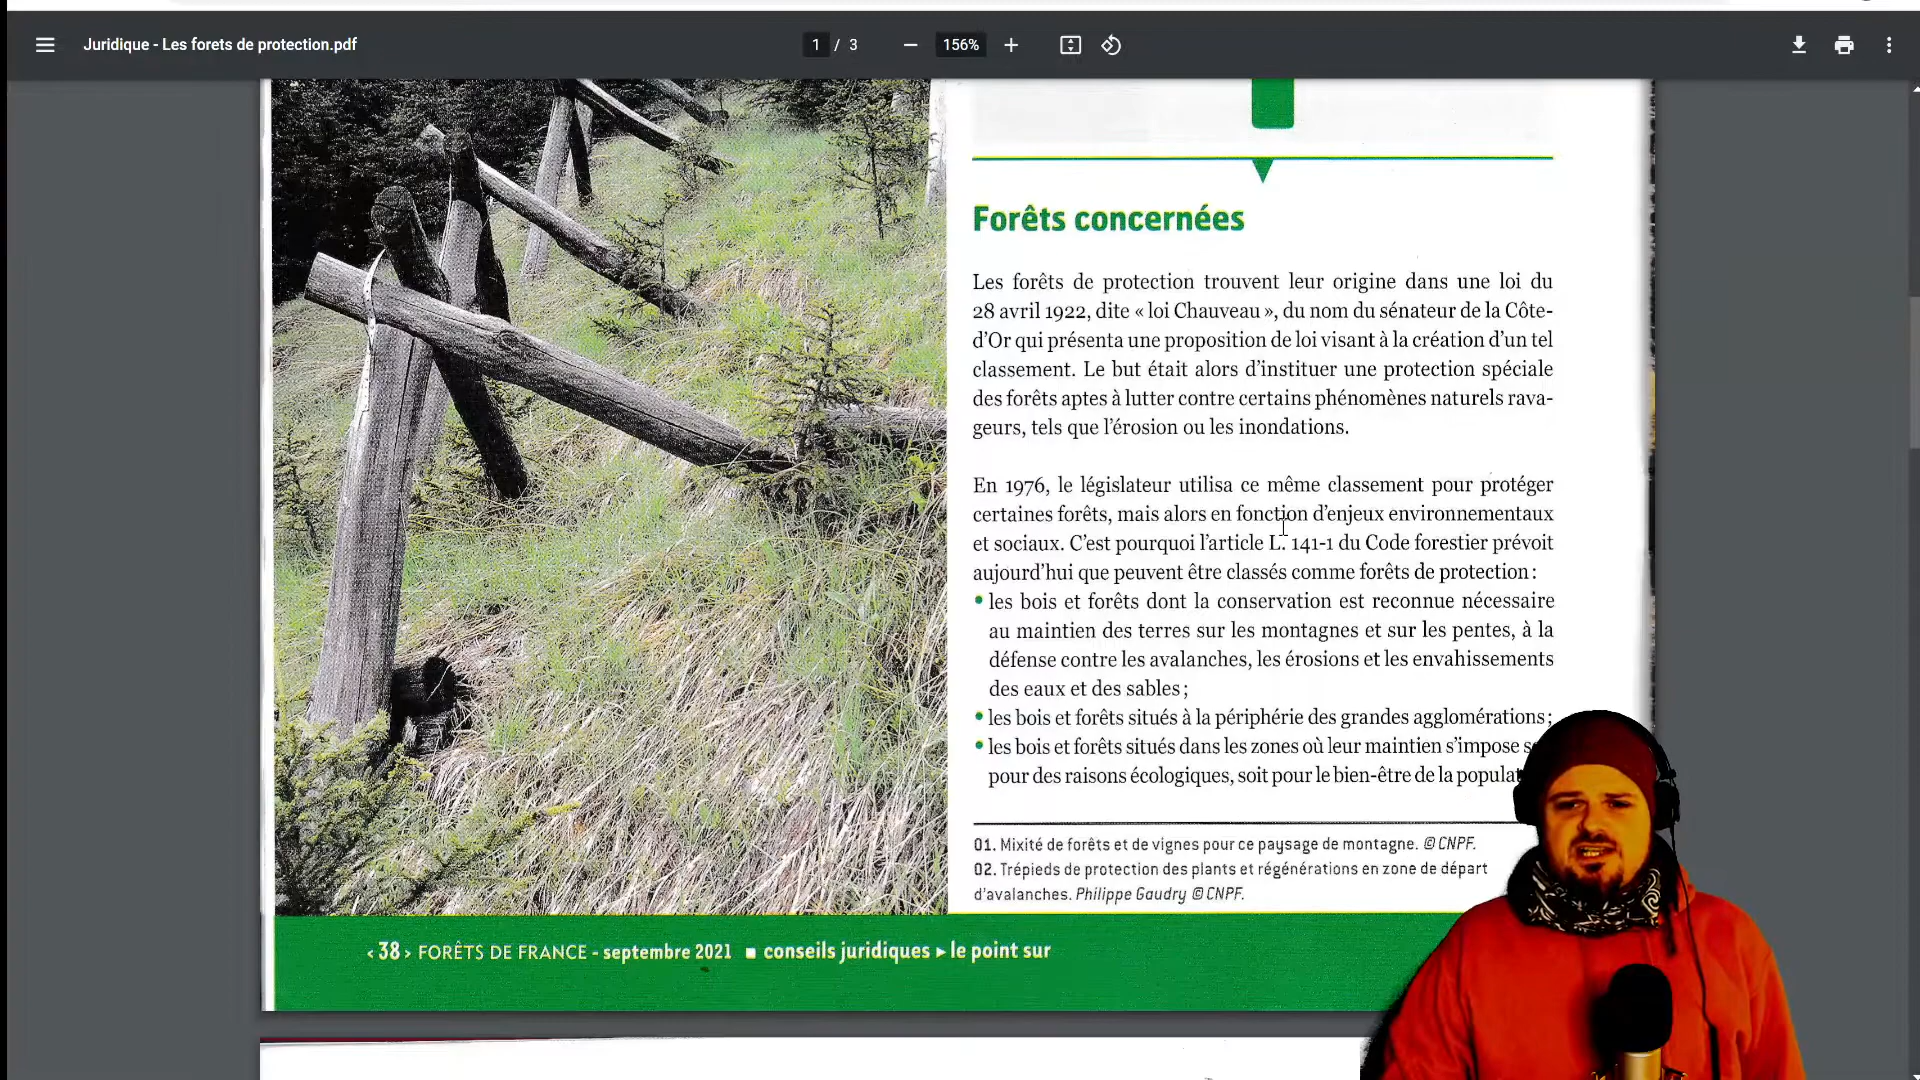 Juridique - Les forets de protection.pdf
1 / 3
156%
Forêts concernées
Les forêts de protection trouvent leur origine dans une loi du
28 avril 1922, dite « loi Chauveau », du nom du sénateur de la Côte-
d’Or qui présenta une proposition de loi visant à la création d’un tel
classement. Le but était alors d’instituer une protection spéciale
des forêts aptes à lutter contre certains phénomènes naturels rava-
geurs, tels que l’érosion ou les inondations.
En 1976, le législateur utilisa ce même classement pour protéger
certaines forêts, mais alors en fonction d’enjeux environnementaux
et sociaux. C’est pourquoi l’article L. 141-1 du Code forestier prévoit
aujourd’hui que peuvent être classés comme forêts de protection :
• les bois et forêts dont la conservation est reconnue nécessaire
au maintien des terres sur les montagnes et sur les pentes, à la
défense contre les avalanches, les érosions et les envahissements
des eaux et des sables ;
• les bois et forêts situés à la périphérie des grandes agglomérations ;
• les bois et forêts situés dans les zones où leur maintien s’impose
pour des raisons écologiques, soit pour le bien-être de la
01. Mixité de forêts et de vignes pour ce paysage de montagne. © CNPF.
02. Trépieds de protection des plants et régénérations en zone de départ
d’avalanches. Philippe Gaudry © CNPF.
‹ 38 › FORÊTS DE FRANCE - septembre 2021 ■ conseils juridiques ▸ le point sur